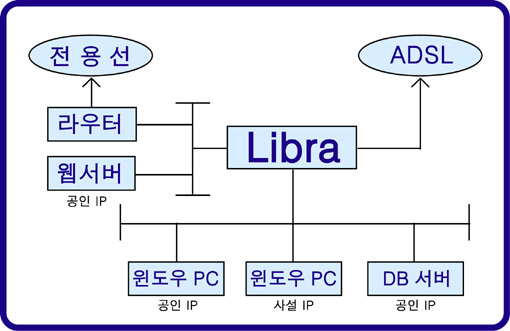 전 용 선
ADSL
라우터
Libra
웹서버
공인 IP
윈도우 PC
윈도우 PC
DB 서버
공인 IP
사설 IP
공인 IP